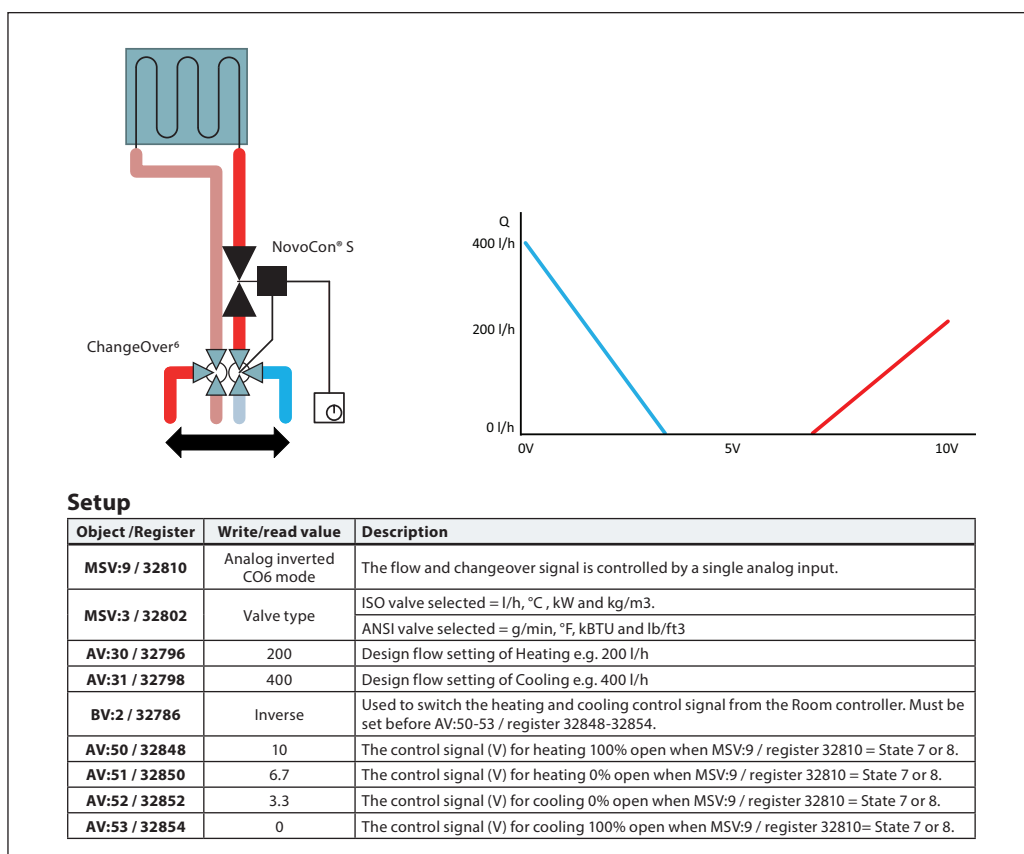 NovoCon® S
ChangeOver⁶
Q
400 l/h
200 l/h
0 l/h
0V
5V
10V
Setup
Object /Register Write/read value Description
MSV:9 / 32810 Analog inverted CO6 mode The flow and changeover signal is controlled by a single analog input.
MSV:3 / 32802 Valve type ISO valve selected = l/h, °C , kW and kg/m3.
ANSI valve selected = g/min, °F, kBTU and lb/ft3
AV:30 / 32796 200 Design flow setting of Heating e.g. 200 l/h
AV:31 / 32798 400 Design flow setting of Cooling e.g. 400 l/h
BV:2 / 32786 Inverse Used to switch the heating and cooling control signal from the Room controller. Must be
set before AV:50-53 / register 32848-32854.
AV:50 / 32848 10 The control signal (V) for heating 100% open when MSV:9 / register 32810 = State 7 or 8.
AV:51 / 32850 6.7 The control signal (V) for heating 0% open when MSV:9 / register 32810 = State 7 or 8.
AV:52 / 32852 3.3 The control signal (V) for cooling 0% open when MSV:9 / register 32810 = State 7 or 8.
AV:53 / 32854 0 The control signal (V) for cooling 100% open when MSV:9 / register 32810= State 7 or 8.